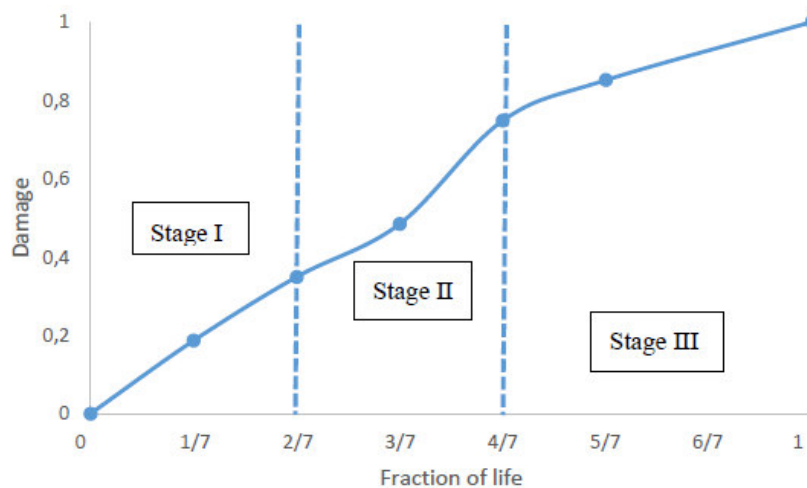 1
0,8
0,6
0,4
0,2
0
Damage
Stage I
Stage II
Stage III
0 1/7 2/7 3/7 4/7 5/7 6/7 1
Fraction of life